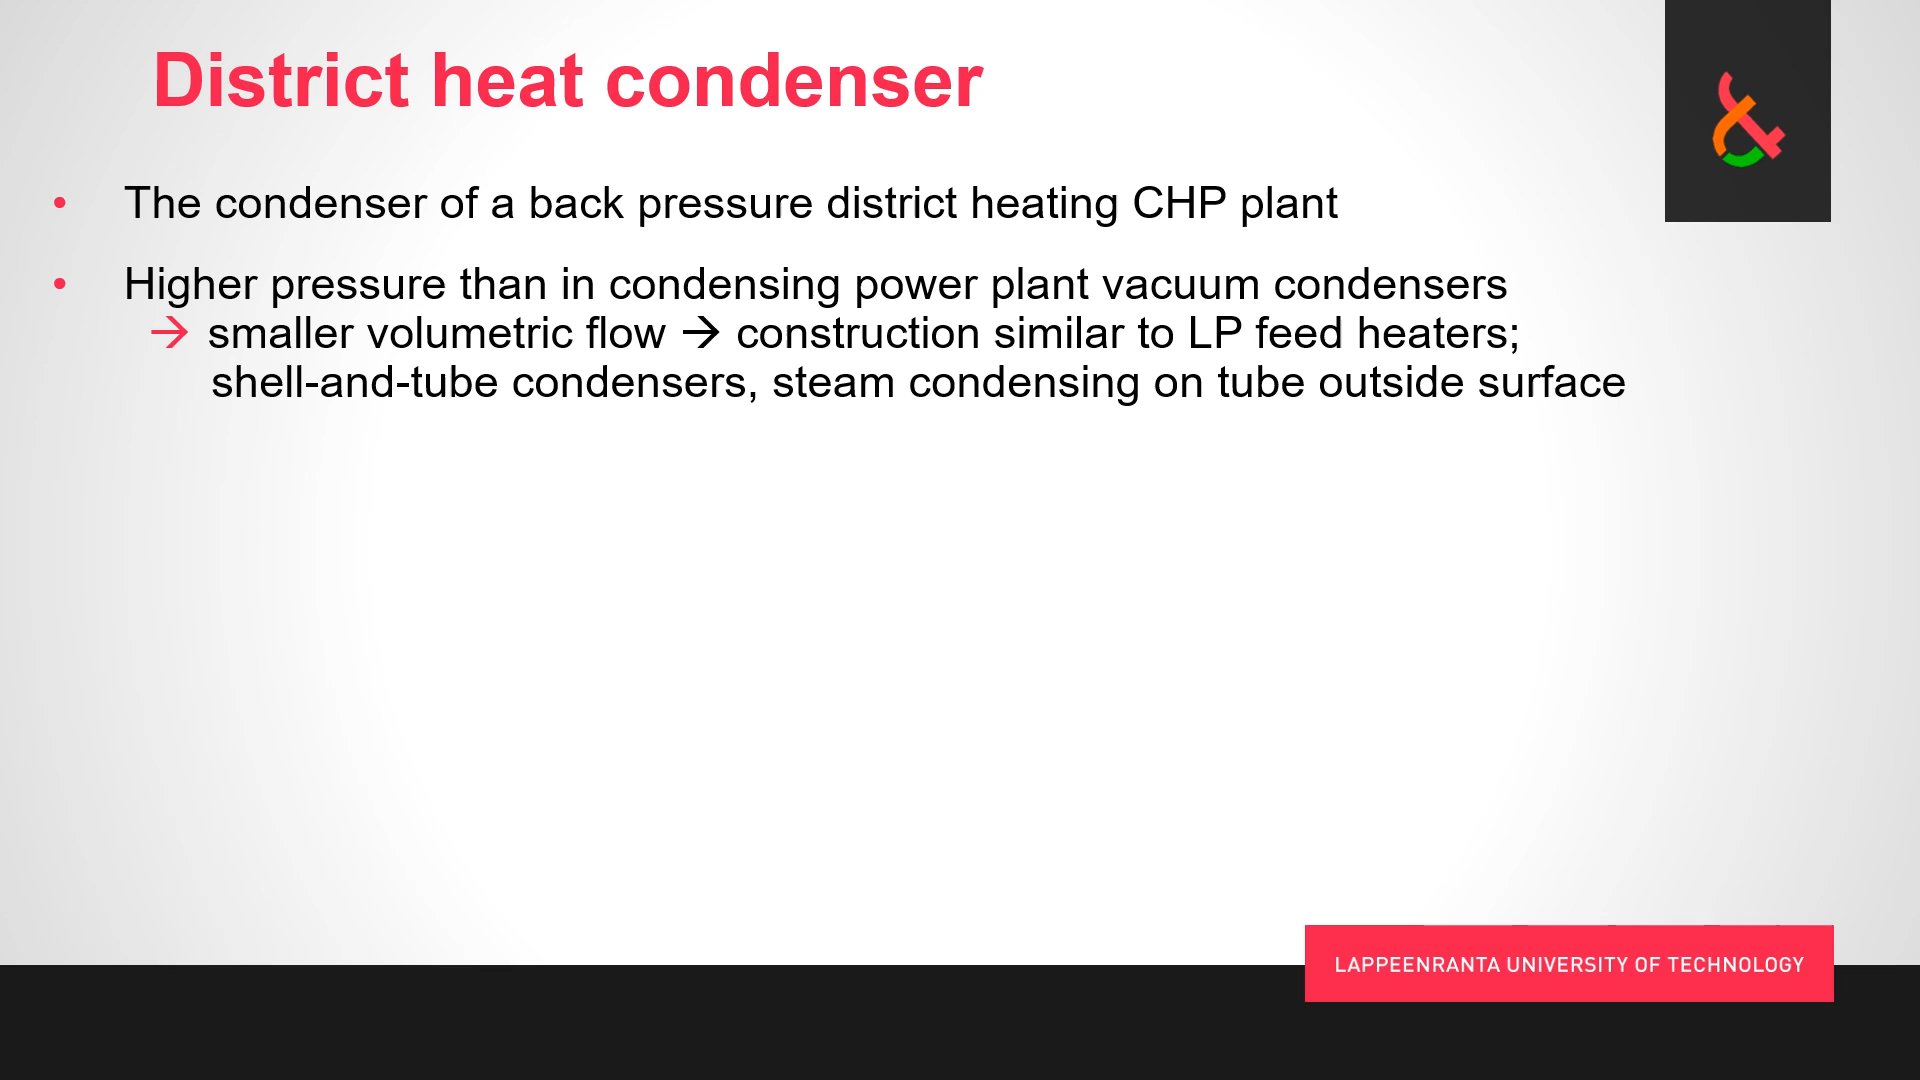 District heat condenser
• The condenser of a back pressure district heating CHP plant
• Higher pressure than in condensing power plant vacuum condensers
→ smaller volumetric flow → construction similar to LP feed heaters;
shell-and-tube condensers, steam condensing on tube outside surface
LAPPEENRANTA UNIVERSITY OF TECHNOLOGY